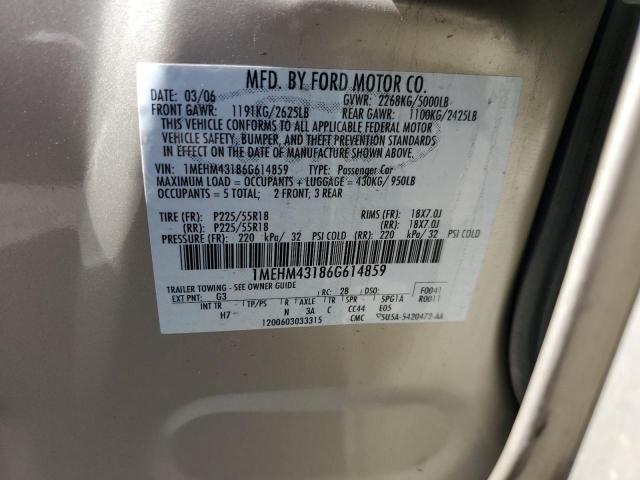 MFD. BY FORD MOTOR CO.
DATE: 03/06 GVWR: 2268KG/5000LB
FRONT GAWR: 1191KG/2625LB REAR GAWR: 1100KG/2425LB
THIS VEHICLE CONFORMS TO ALL APPLICABLE FEDERAL MOTOR
VEHICLE SAFETY, BUMPER, AND THEFT PREVENTION STANDARDS
IN EFFECT ON THE DATE OF MANUFACTURE SHOWN ABOVE.
VIN: 1MEHM43186G614859 TYPE: Passenger Car
MAXIMUM LOAD = OCCUPANTS + LUGGAGE = 430KG/950LB
OCCUPANTS = 5 TOTAL; 2 FRONT, 3 REAR
TIRE (FR): P225/55R18 RIMS (FR): 18X7.0J
(RR): P225/55R18 (RR): 18X7.0J
PRESSURE (FR): 220 kPa/ 32 PSI COLD (RR): 220 kPa/ 32 PSI COLD
1MEHM43186G614859
TRAILER TOWING - SEE OWNER GUIDE
EXT PNT: G3 RC: 2B DSO: F0041
INT TR TP/PS R AXLE TR SPR SPG1A R0011
H7 N 3A C CC44 E05
1200603033315 CMC 5U5A-5420472-AA